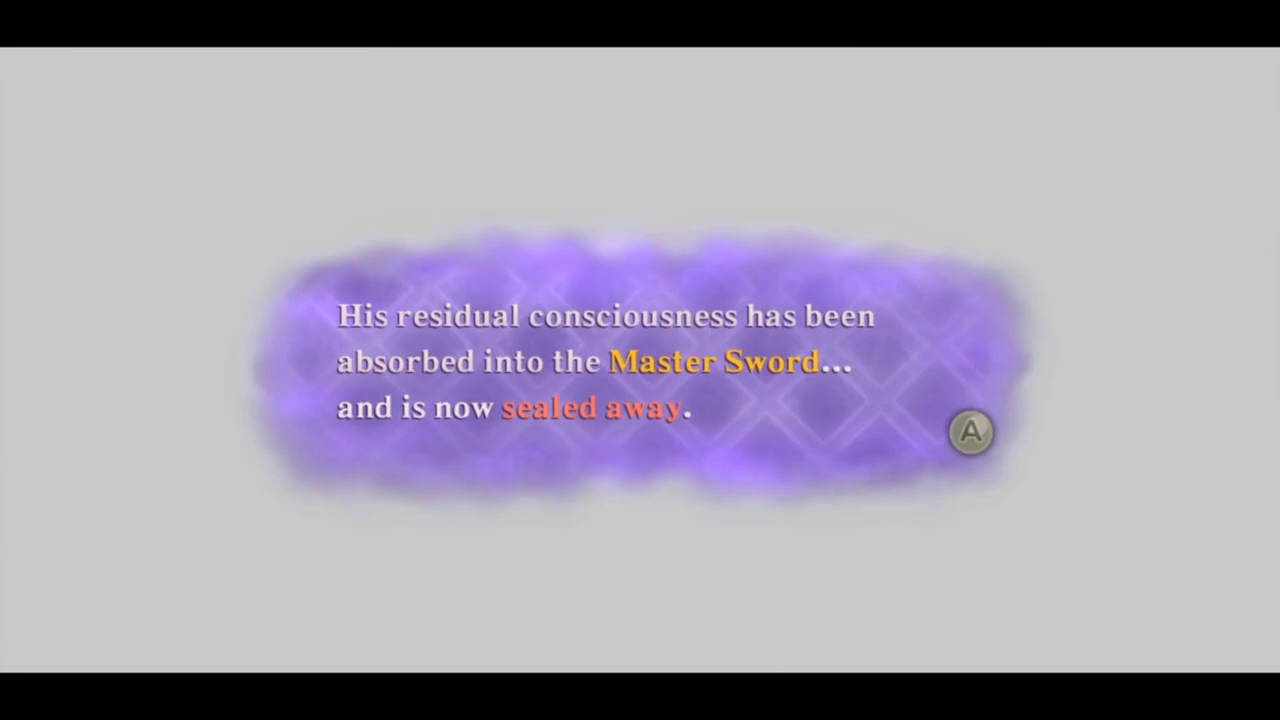 His residual consciousness has been
absorbed into the Master Sword...
and is now sealed away.
A